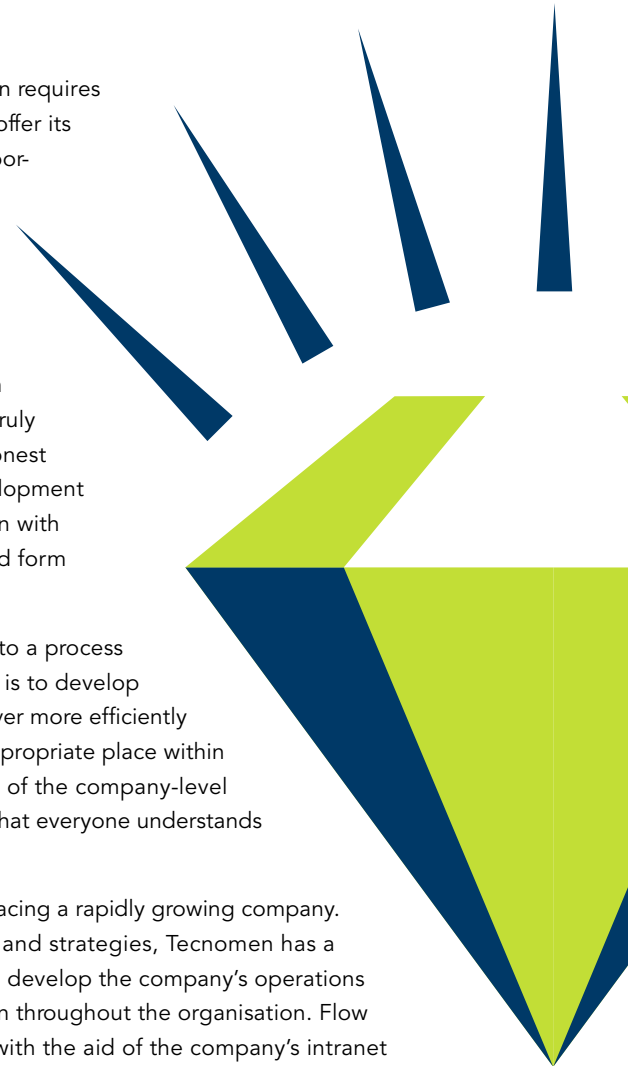 n requires
offer its
por-
ruly
onest
lopment
n with
d form
to a process
is to develop
ver more efficiently
propriate place within
of the company-level
hat everyone understands
acing a rapidly growing company.
and strategies, Tecnomen has a
develop the company's operations
n throughout the organisation. Flow
with the aid of the company's intranet